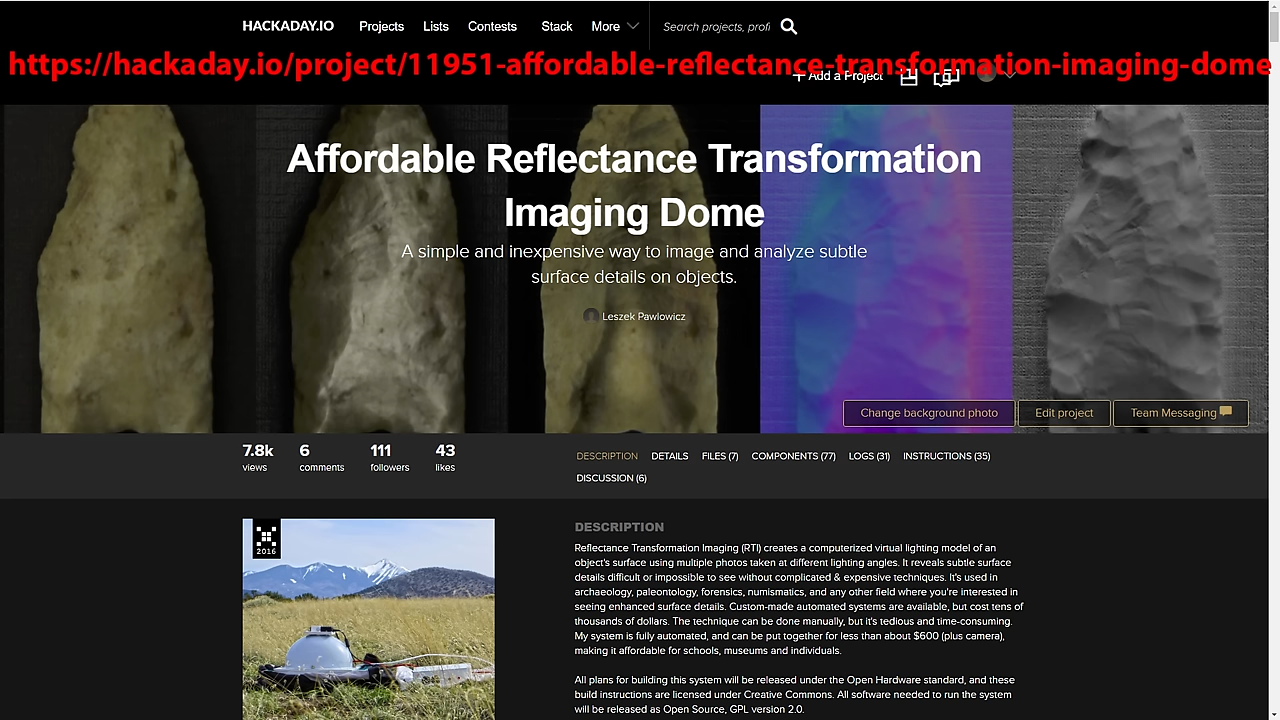 HACKADAY.IO Projects Lists Contests Stack More Search projects, profi
https://hackaday.io/project/11951-affordable-reflectance-transformation-imaging-dome
+ Add a Project
Affordable Reflectance Transformation
Imaging Dome
A simple and inexpensive way to image and analyze subtle
surface details on objects.
Leszek Pawlowicz
Change background photo Edit project Team Messaging
7.8k 6 111 43
views comments followers likes
DESCRIPTION DETAILS FILES (7) COMPONENTS (77) LOGS (31) INSTRUCTIONS (35)
DISCUSSION (6)
2016
DESCRIPTION
Reflectance Transformation Imaging (RTI) creates a computerized virtual lighting model of an
object's surface using multiple photos taken at different lighting angles. It reveals subtle surface
details difficult or impossible to see without complicated & expensive techniques. It's used in
archaeology, paleontology, forensics, numismatics, and any other field where you're interested in
seeing enhanced surface details. Custom-made automated systems are available, but cost tens of
thousands of dollars. The technique can be done manually, but it's tedious and time-consuming.
My system is fully automated, and can be put together for less than about $600 (plus camera),
making it affordable for schools, museums and individuals.
All plans for building this system will be released under the Open Hardware standard, and these
build instructions are licensed under Creative Commons. All software needed to run the system
will be released as Open Source, GPL version 2.0.